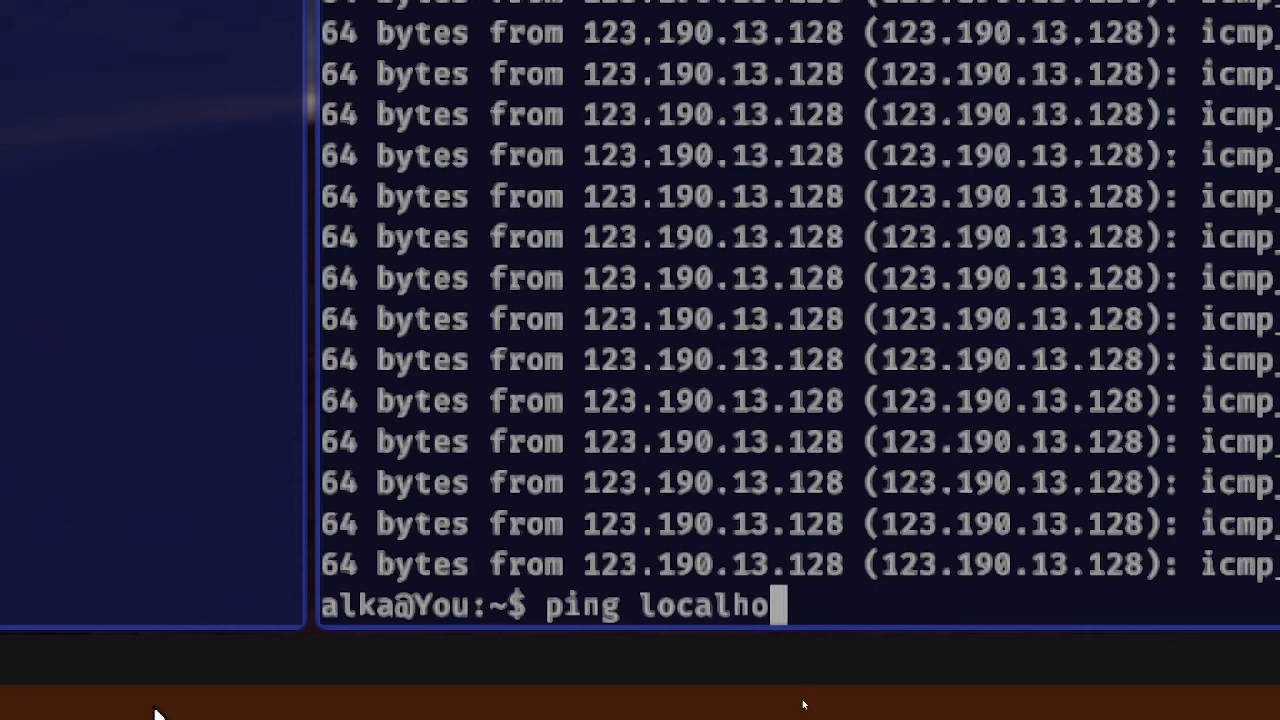 64 bytes from 123.190.13.128 (123.190.13.128): icmp_
64 bytes from 123.190.13.128 (123.190.13.128): icmp_
64 bytes from 123.190.13.128 (123.190.13.128): icmp_
64 bytes from 123.190.13.128 (123.190.13.128): icmp_
64 bytes from 123.190.13.128 (123.190.13.128): icmp_
64 bytes from 123.190.13.128 (123.190.13.128): icmp_
64 bytes from 123.190.13.128 (123.190.13.128): icmp_
64 bytes from 123.190.13.128 (123.190.13.128): icmp_
64 bytes from 123.190.13.128 (123.190.13.128): icmp_
64 bytes from 123.190.13.128 (123.190.13.128): icmp_
64 bytes from 123.190.13.128 (123.190.13.128): icmp_
64 bytes from 123.190.13.128 (123.190.13.128): icmp_
64 bytes from 123.190.13.128 (123.190.13.128): icmp_
64 bytes from 123.190.13.128 (123.190.13.128): icmp_
alka@You:~$ ping localho